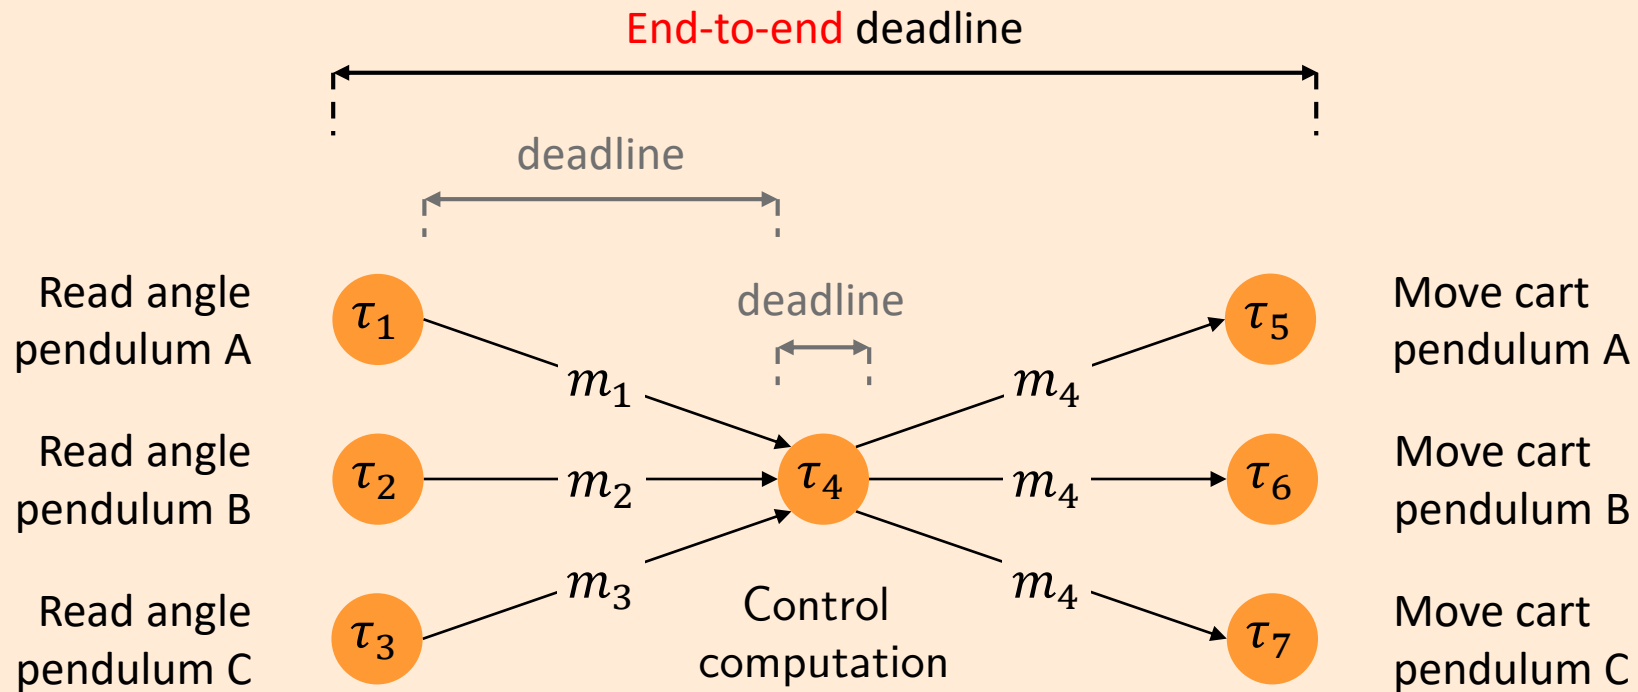 End-to-end deadline
deadline
deadline
Read angle
pendulum A
τ₁
m₁
m₄
τ₅
Move cart
pendulum A
Read angle
pendulum B
τ₂
m₂
τ₄
m₄
τ₆
Move cart
pendulum B
Read angle
pendulum C
τ₃
m₃
Control
computation
m₄
τ₇
Move cart
pendulum C